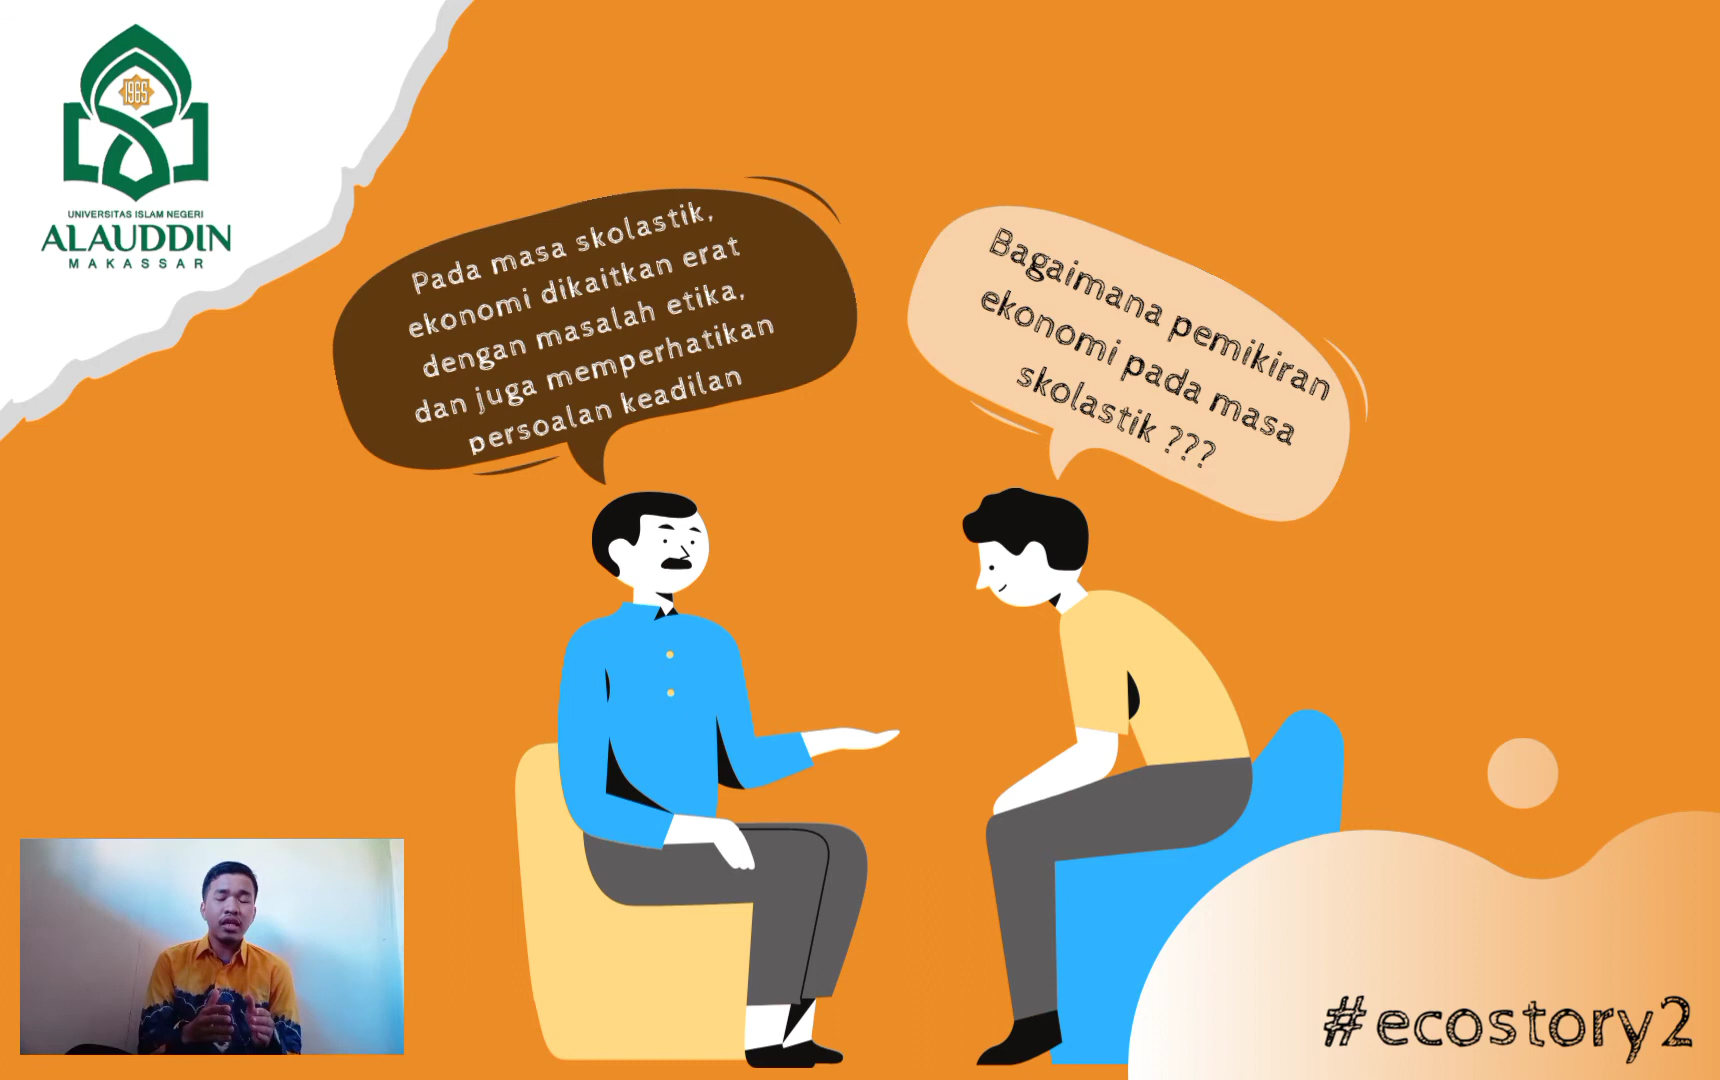 1965
UNIVERSITAS ISLAM NEGERI
ALAUDDIN
MAKASSAR
Pada masa skolastik,
ekonomi dikaitkan erat
dengan masalah etika,
dan juga memperhatikan
persoalan keadilan
Bagaimana pemikiran
ekonomi pada masa
skolastik ???
#ecostory2